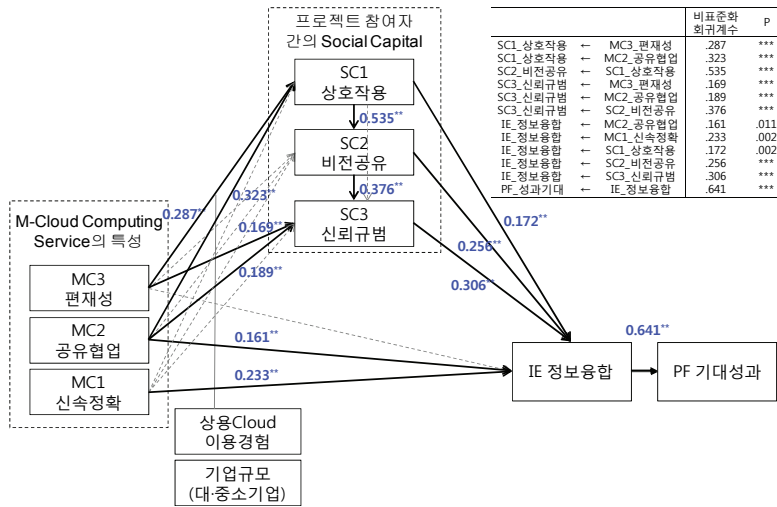 프로젝트 참여자
간의 Social Capital
SC1
상호작용
0.535**
SC2
비전공유
0.376**
SC3
신뢰규범
M-Cloud Computing
Service의 특성
MC3
편재성
MC2
공유협업
MC1
신속정확
0.287**
0.323**
0.169**
0.189**
0.161**
0.233**
0.172**
0.256**
0.306**
0.641**
IE 정보융합
PF 기대성과
상용Cloud
이용경험
기업규모
(대·중소기업)
비표준화
회귀계수 P
SC1_상호작용 ← MC3_편재성 .287 ***
SC1_상호작용 ← MC2_공유협업 .323 ***
SC2_비전공유 ← SC1_상호작용 .535 ***
SC3_신뢰규범 ← MC3_편재성 .169 ***
SC3_신뢰규범 ← MC2_공유협업 .189 ***
SC3_신뢰규범 ← SC2_비전공유 .376 ***
IE_정보융합 ← MC2_공유협업 .161 .011
IE_정보융합 ← MC1_신속정확 .233 .002
IE_정보융합 ← SC1_상호작용 .172 .002
IE_정보융합 ← SC2_비전공유 .256 ***
IE_정보융합 ← SC3_신뢰규범 .306 ***
PF_성과기대 ← IE_정보융합 .641 ***